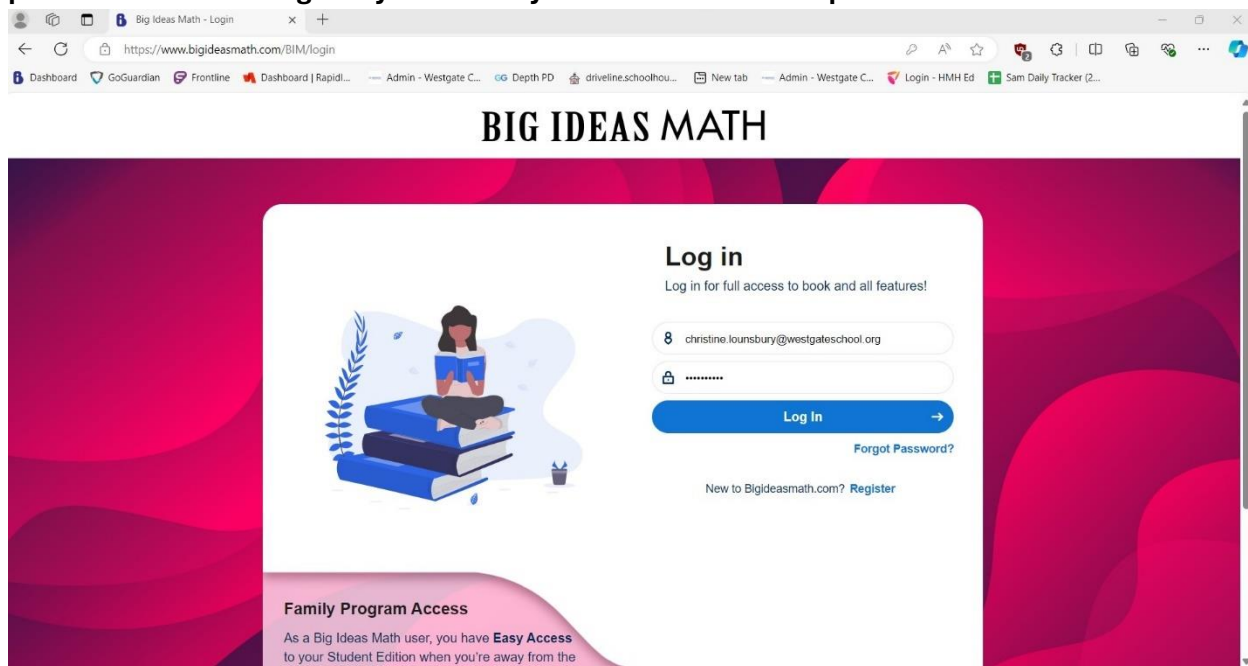 Big Ideas Math - Login
https://www.bigideasmath.com/BIM/login
Dashboard GoGuardian Frontline Dashboard | Rapidl... Admin - Westgate C... GG Depth PD driveline.schoolhou... New tab Admin - Westgate C... Login - HMH Ed Sam Daily Tracker (2...
BIG IDEAS MATH
Log in
Log in for full access to book and all features!
christine.lounsbury@westgateschool.org
••••••••••
Log In
Forgot Password?
New to Bigideasmath.com? Register
Family Program Access
As a Big Ideas Math user, you have Easy Access
to your Student Edition when you're away from the